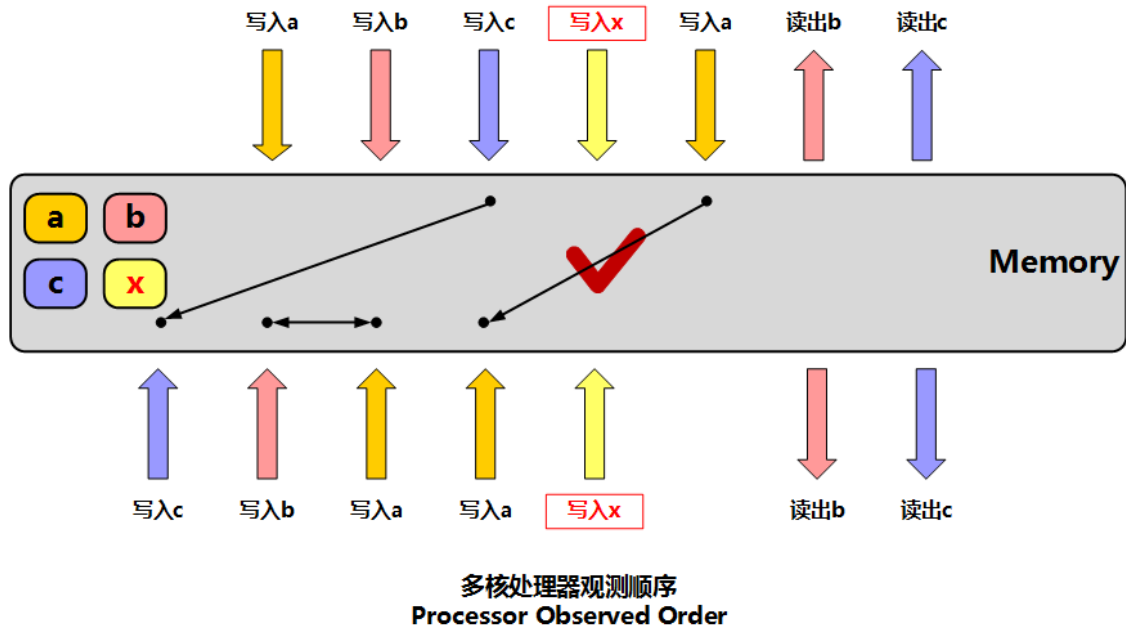 写入a 写入b 写入c 写入x 写入a 读出b 读出c
a b
c x
Memory
写入c 写入b 写入a 写入a 写入x 读出b 读出c
多核处理器观测顺序
Processor Observed Order